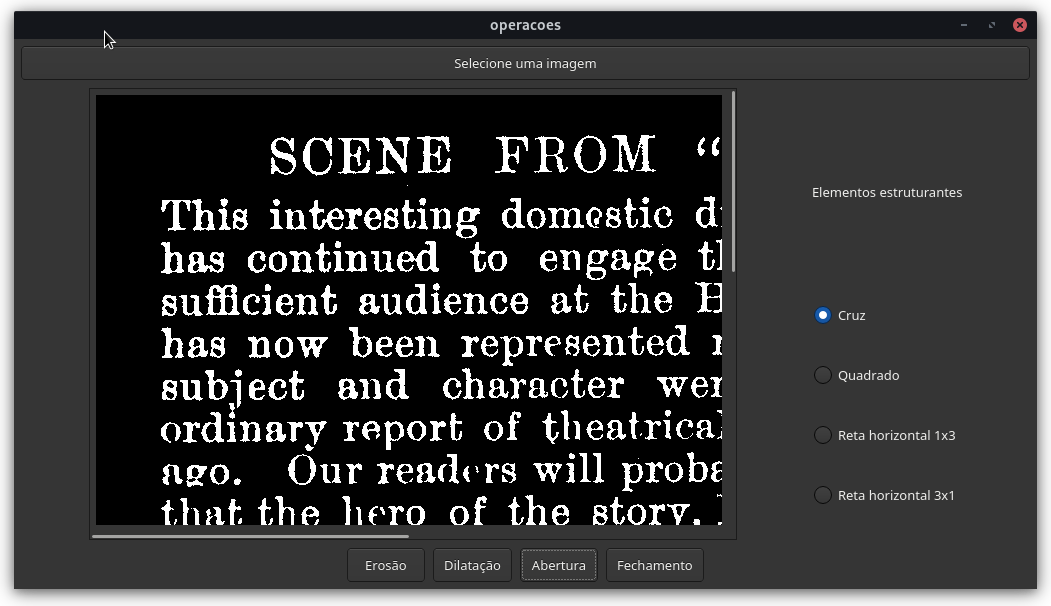 operacoes
Selecione uma imagem
SCENE FROM “
This interesting domestic d
has continued to engage th
sufficient audience at the H
has now been represented
subject and character wer
ordinary report of theatrical
ago. Our readers will proba
that the hero of the story.
Elementos estruturantes
Cruz
Quadrado
Reta horizontal 1x3
Reta horizontal 3x1
Erosão
Dilatação
Abertura
Fechamento